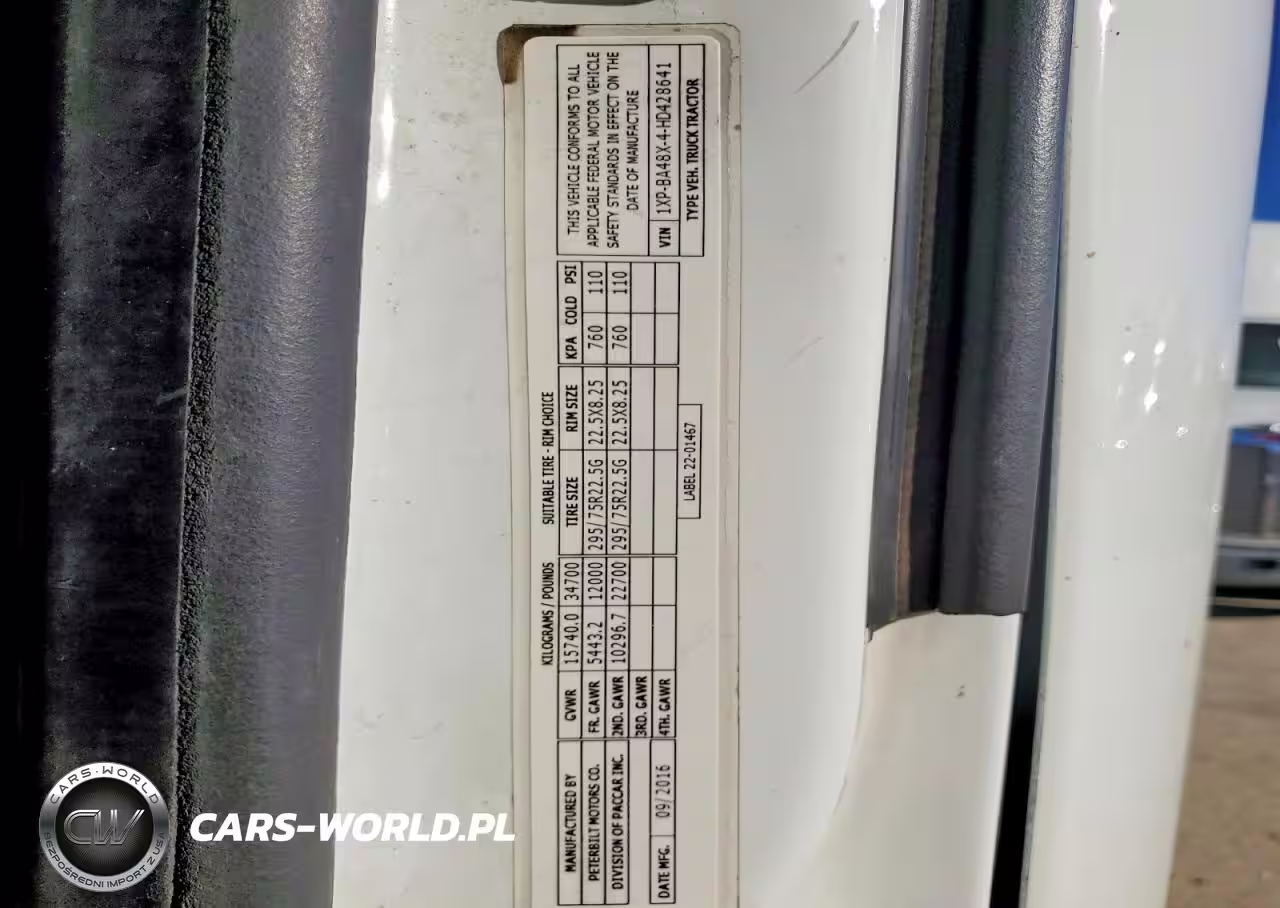 MANUFACTURED BY
PETERBILT MOTORS CO.
DIVISION OF PACCAR INC.
DATE MFG. 09/2016
KILOGRAMS / POUNDS
GVWR 15740.0 34700
FR. GAWR 5443.2 12000
2ND. GAWR 10296.7 22700
3RD. GAWR
4TH. GAWR
SUITABLE TIRE - RIM CHOICE
TIRE SIZE RIM SIZE KPA COLD PSI
295/75R22.5G 22.5X8.25 760 110
295/75R22.5G 22.5X8.25 760 110
LABEL 22-01467
THIS VEHICLE CONFORMS TO ALL
APPLICABLE FEDERAL MOTOR VEHICLE
SAFETY STANDARDS IN EFFECT ON THE
DATE OF MANUFACTURE
VIN 1XP-BA48X-4-HD428641
TYPE VEH. TRUCK TRACTOR
CARS-WORLD
CW
BEZPOŚREDNI IMPORT Z USA
CARS-WORLD.PL